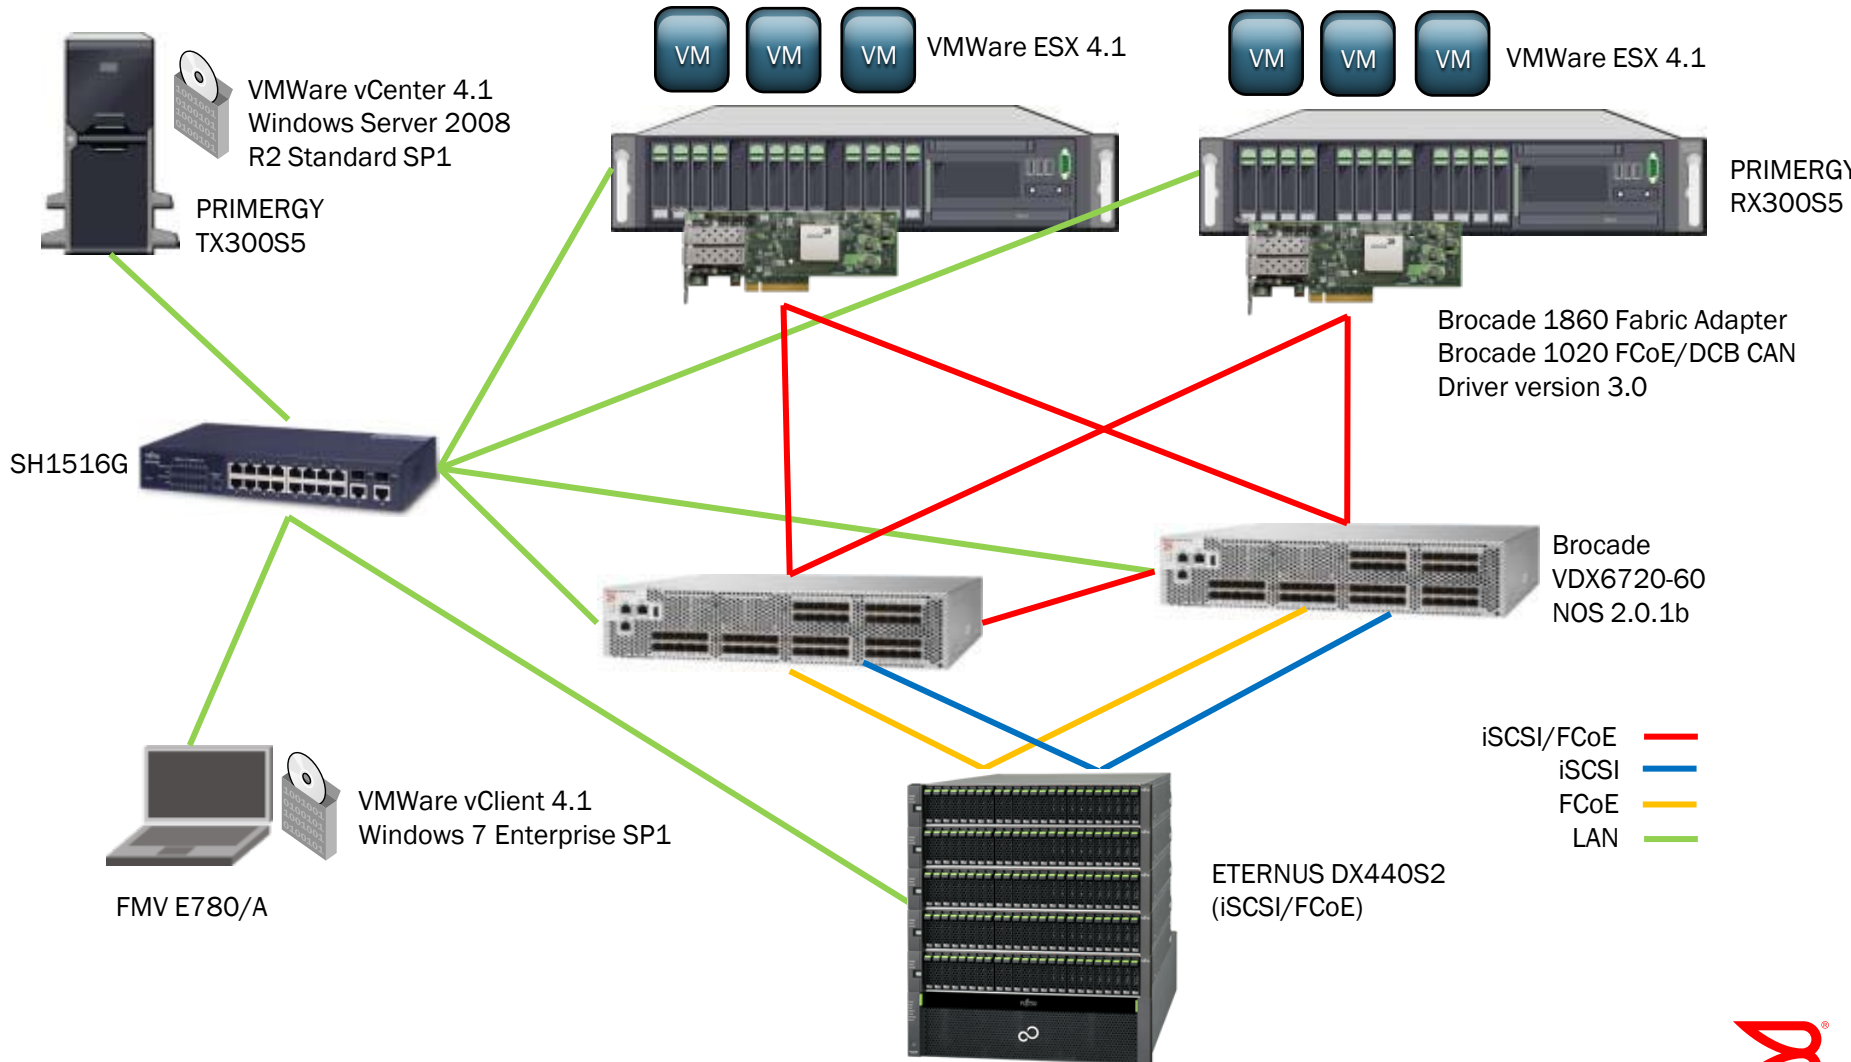 VM
VM
VM
VMWare ESX 4.1
VM
VM
VM
VMWare ESX 4.1
VMWare vCenter 4.1
Windows Server 2008
R2 Standard SP1
PRIMERGY
TX300S5
PRIMERGY
RX300S5
Brocade 1860 Fabric Adapter
Brocade 1020 FCoE/DCB CAN
Driver version 3.0
SH1516G
Brocade
VDX6720-60
NOS 2.0.1b
iSCSI/FCoE
iSCSI
FCoE
LAN
VMWare vClient 4.1
Windows 7 Enterprise SP1
FMV E780/A
ETERNUS DX440S2
(iSCSI/FCoE)
FUJITSU